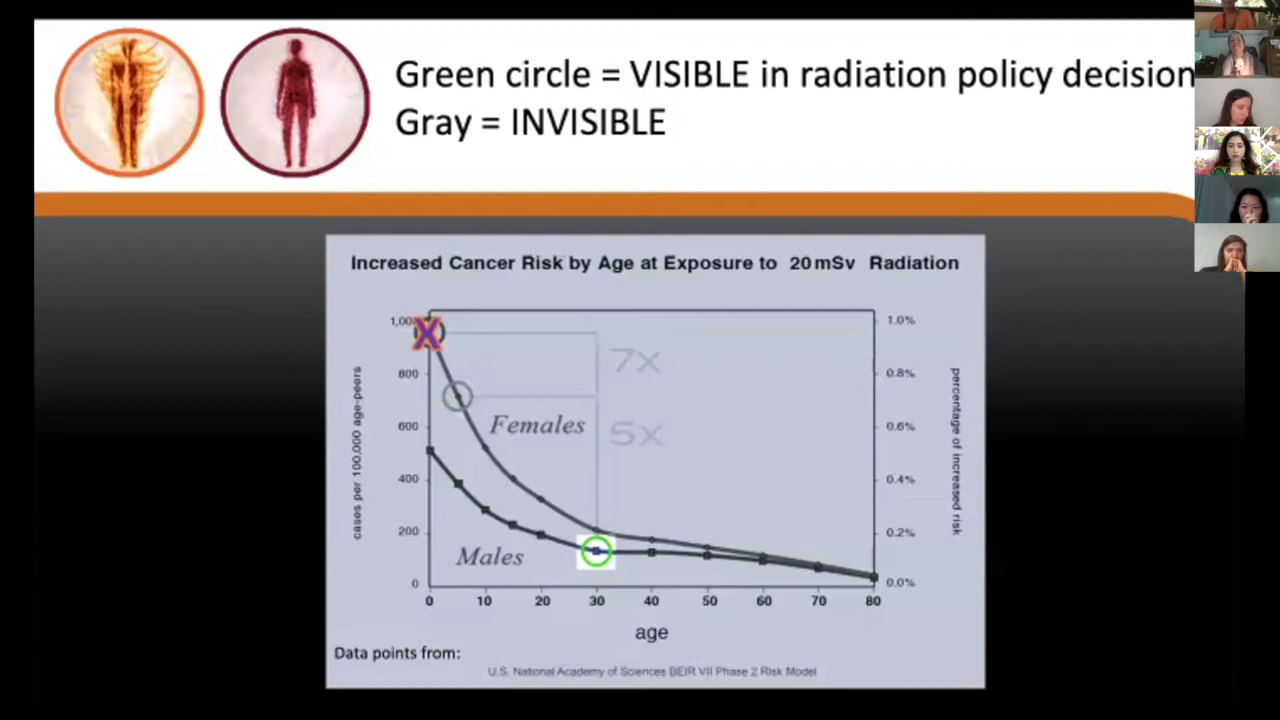 Green circle = VISIBLE in radiation policy decision
Gray = INVISIBLE
Increased Cancer Risk by Age at Exposure to 20 mSv Radiation
1,00
800
600
400
200
0
cases per 100,000 age-peers
X
7x
5x
Females
Males
1.0%
0.8%
0.6%
0.4%
0.2%
0.0%
percentage of increased risk
0 10 20 30 40 50 60 70 80
age
Data points from:
U.S. National Academy of Sciences BEIR VII Phase 2 Risk Model